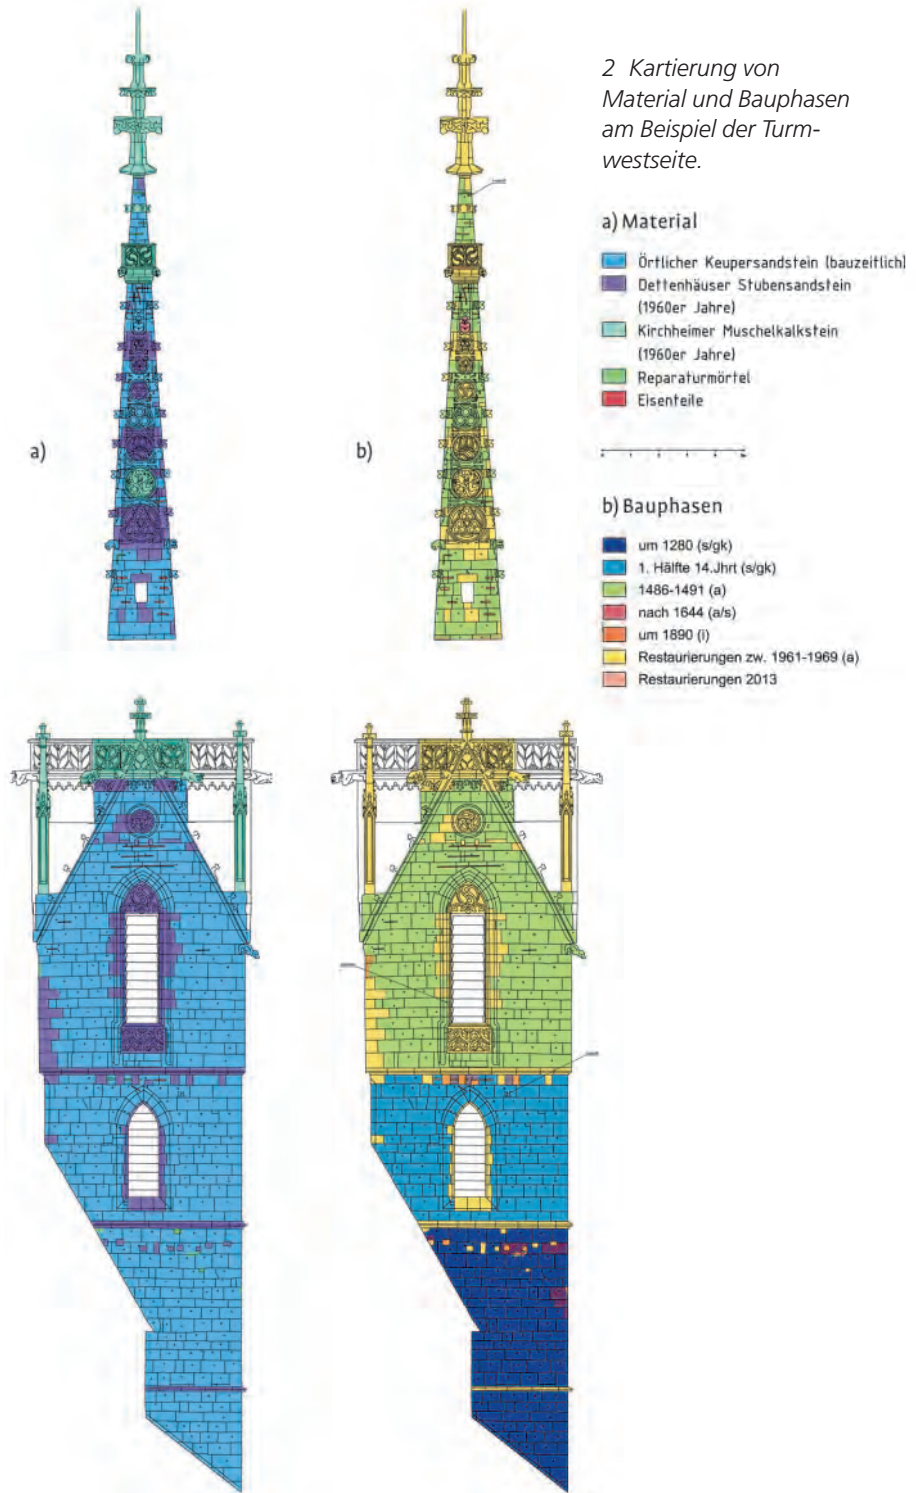 2 Kartierung von
Material und Bauphasen
am Beispiel der Turm-
westseite.
a) Material
Örtlicher Keupersandstein (bauzeitlich)
Dettenhäuser Stubensandstein
(1960er Jahre)
Kirchheimer Muschelkalkstein
(1960er Jahre)
Reparaturmörtel
Eisenteile
a)
b)
b) Bauphasen
um 1280 (s/gk)
1. Hälfte 14.Jhrt (s/gk)
1486-1491 (a)
nach 1644 (a/s)
um 1890 (i)
Restaurierungen zw. 1961-1969 (a)
Restaurierungen 2013